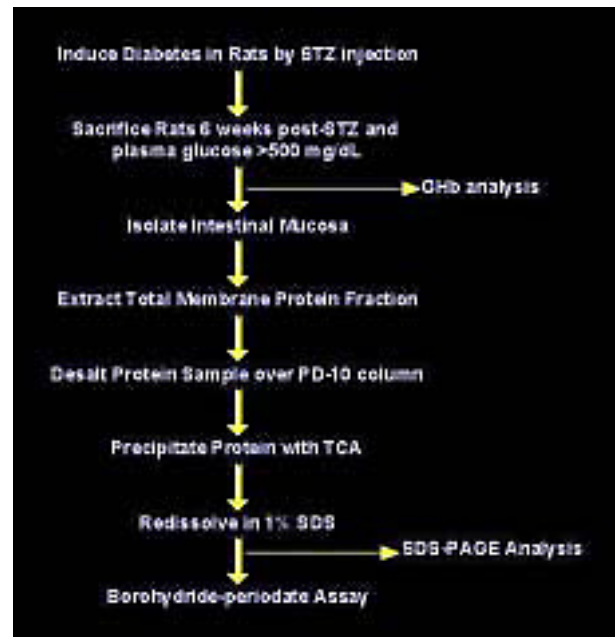 Induce Diabetes in Rats by STZ injection
Sacrifice Rats 6 weeks post-STZ and
plasma glucose >500 mg/dL
GHb analysis
Isolate Intestinal Mucosa
Extract Total Membrane Protein Fraction
Desalt Protein Sample over PD-10 column
Precipitate Protein with TCA
Redissolve in 1% SDS
SDS-PAGE Analysis
Borohydride-periodate Assay